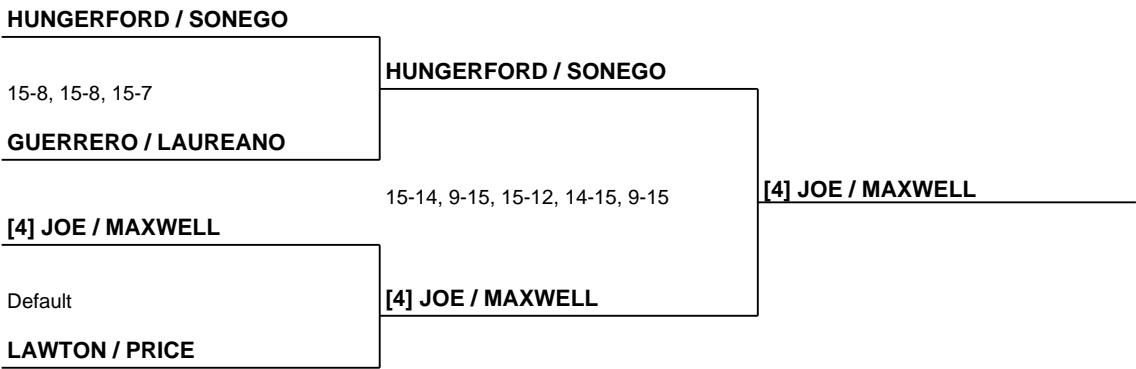 HUNGERFORD / SONEGO
15-8, 15-8, 15-7
GUERRERO / LAUREANO
HUNGERFORD / SONEGO
15-14, 9-15, 15-12, 14-15, 9-15
[4] JOE / MAXWELL
[4] JOE / MAXWELL
Default
LAWTON / PRICE
[4] JOE / MAXWELL